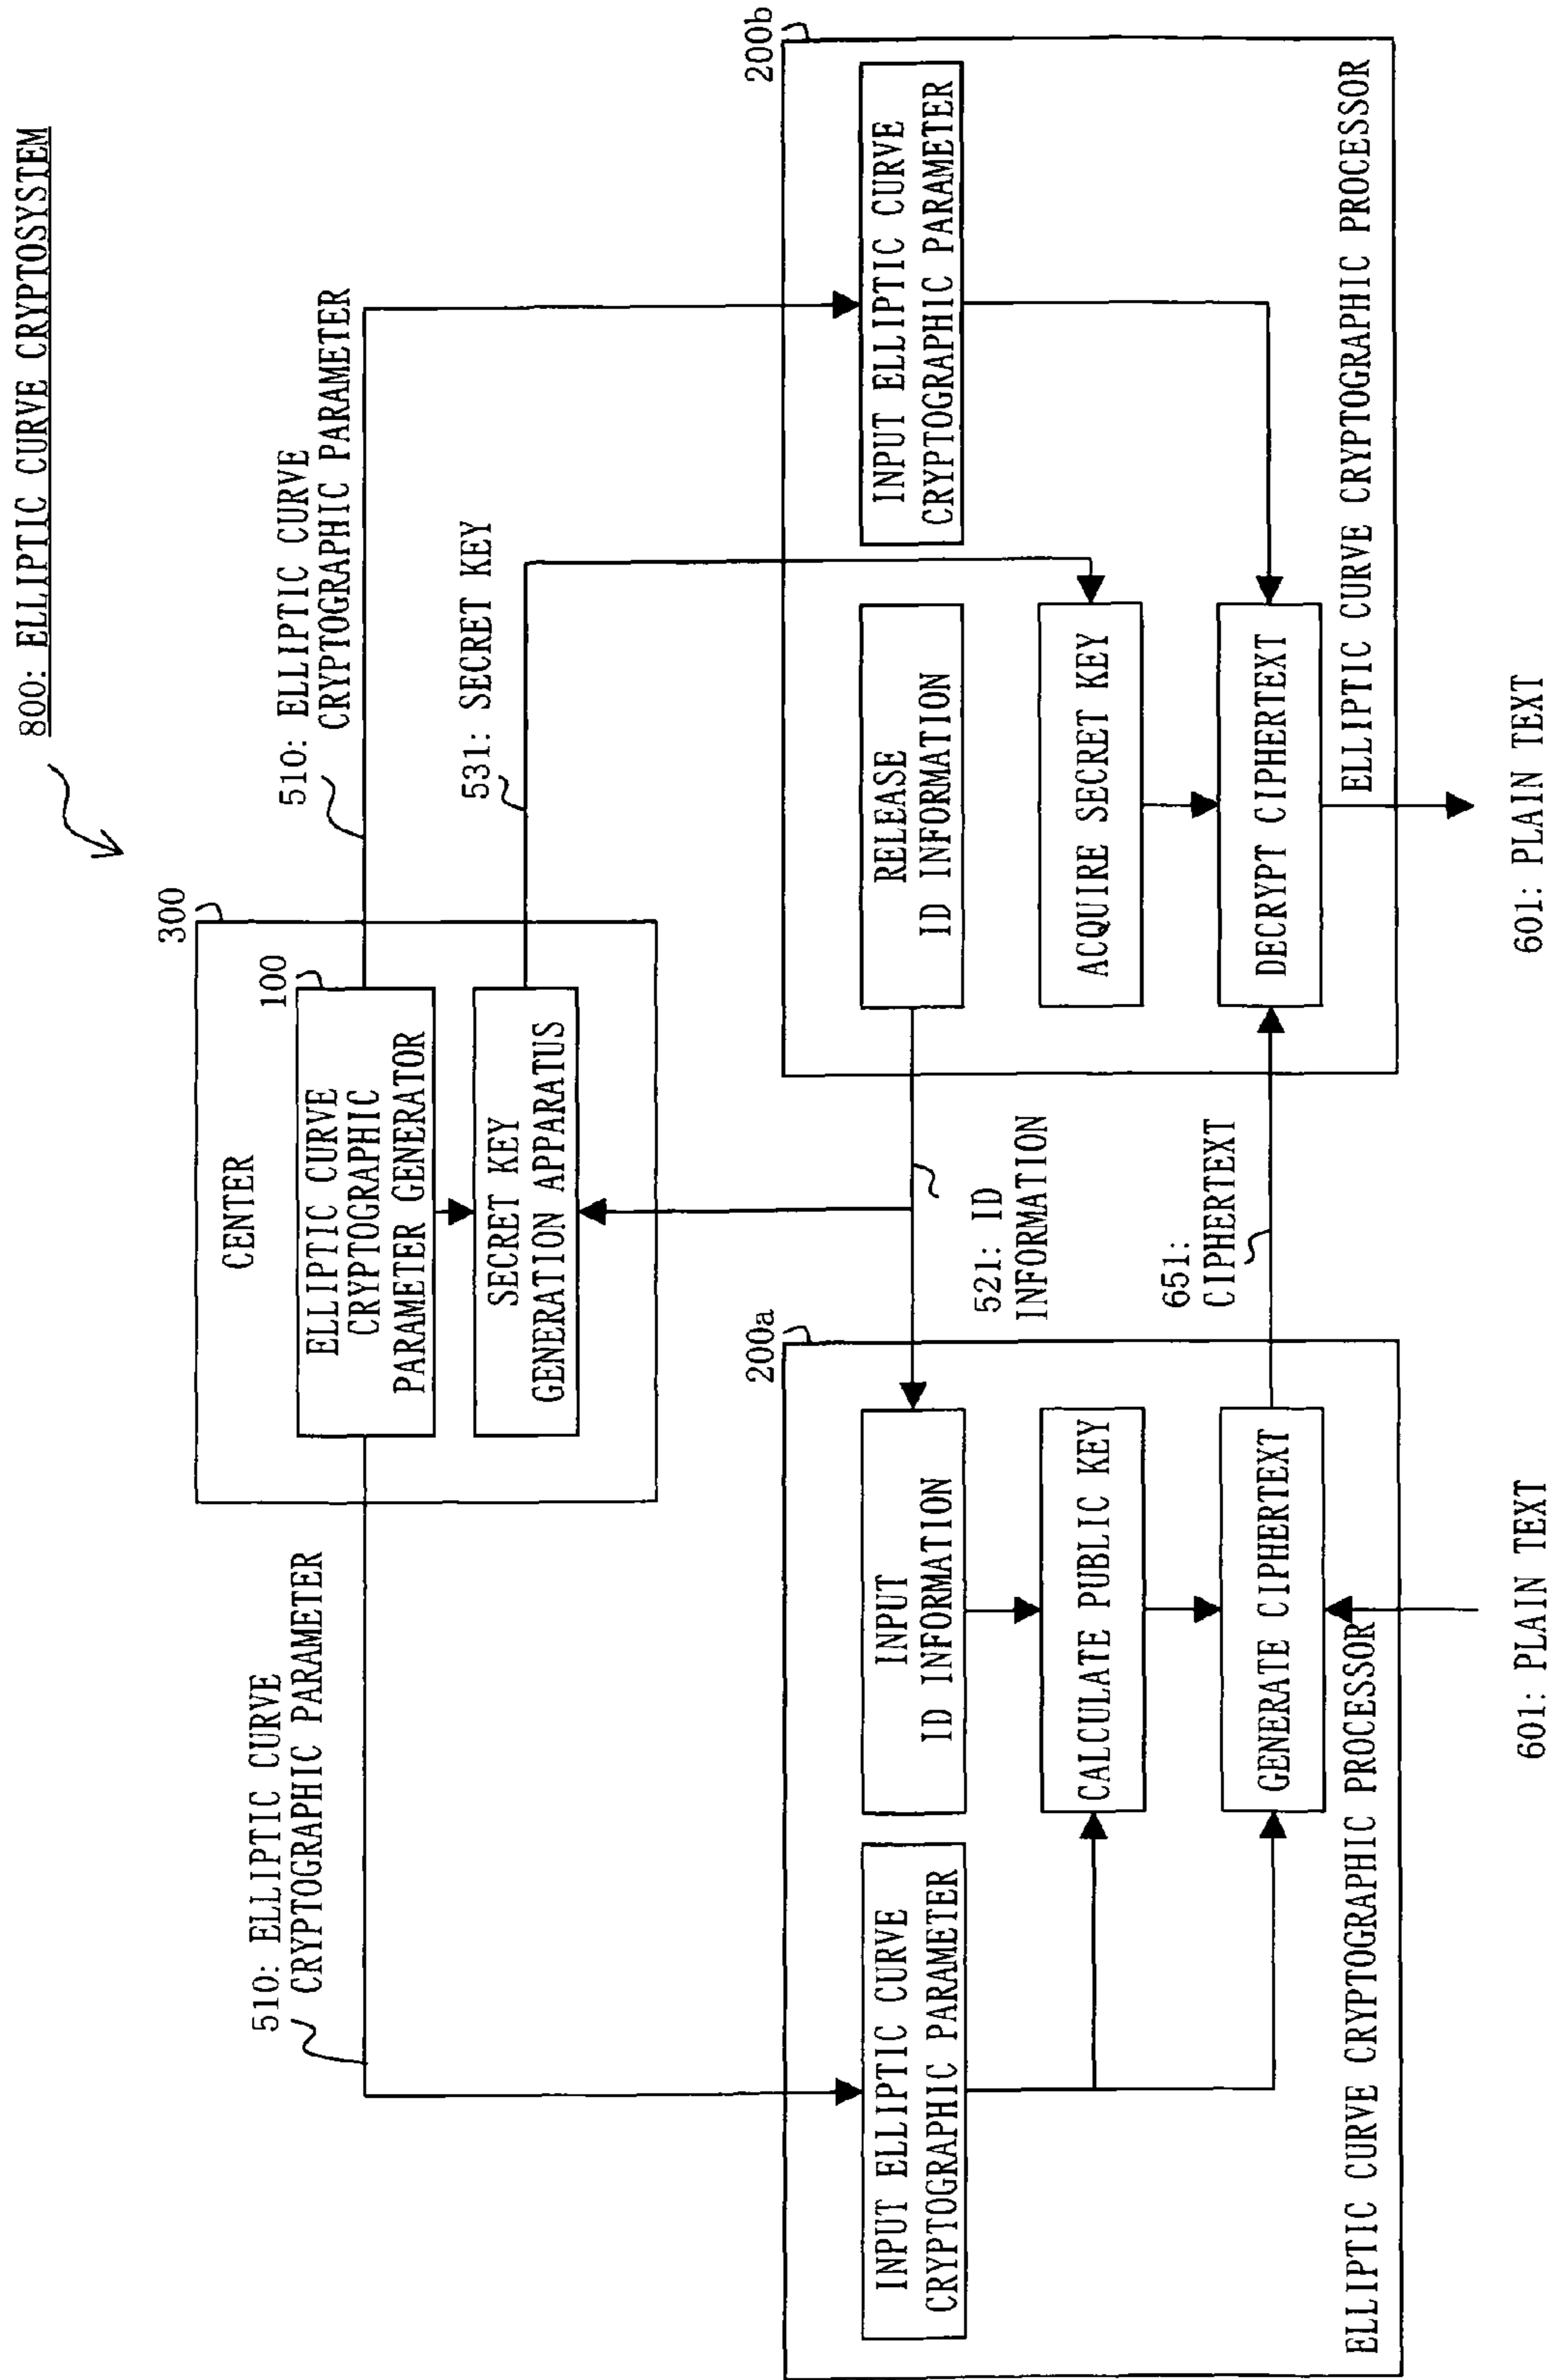 800: ELLIPTIC CURVE CRYPTOSYSTEM
300
CENTER
100
ELLIPTIC CURVE
CRYPTOGRAPHIC
PARAMETER GENERATOR
SECRET KEY
GENERATION APPARATUS
510: ELLIPTIC CURVE
CRYPTOGRAPHIC PARAMETER
510: ELLIPTIC CURVE
CRYPTOGRAPHIC PARAMETER
531: SECRET KEY
200a
INPUT ELLIPTIC CURVE
CRYPTOGRAPHIC PARAMETER
INPUT
ID INFORMATION
CALCULATE PUBLIC KEY
GENERATE CIPHERTEXT
ELLIPTIC CURVE CRYPTOGRAPHIC PROCESSOR
601: PLAIN TEXT
521: ID
INFORMATION
651:
CIPHERTEXT
200b
RELEASE
ID INFORMATION
INPUT ELLIPTIC CURVE
CRYPTOGRAPHIC PARAMETER
ACQUIRE SECRET KEY
DECRYPT CIPHERTEXT
ELLIPTIC CURVE CRYPTOGRAPHIC PROCESSOR
601: PLAIN TEXT